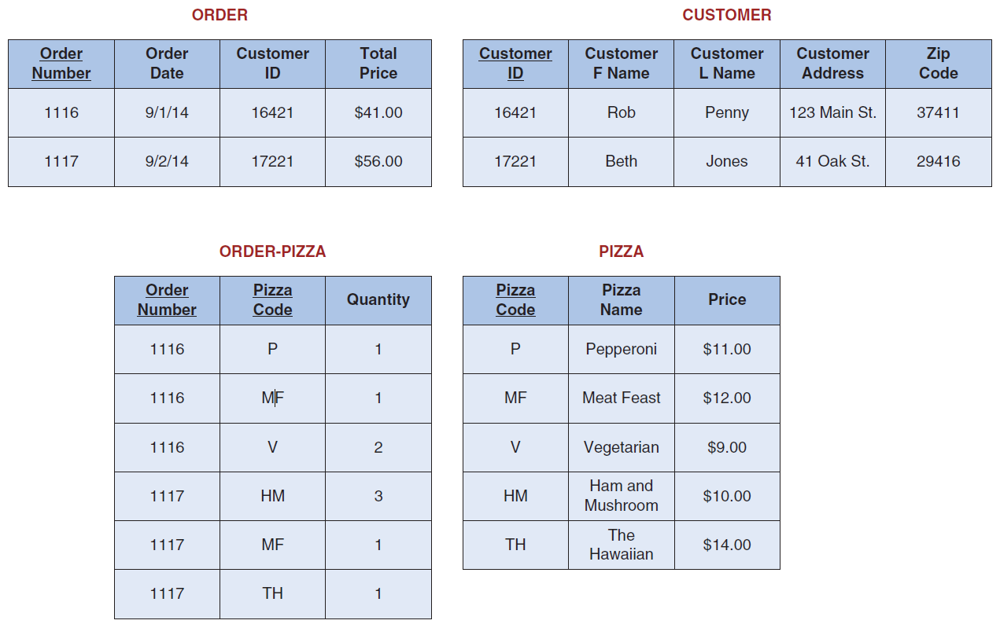 ORDER
Order Number | Order Date | Customer ID | Total Price
1116 | 9/1/14 | 16421 | $41.00
1117 | 9/2/14 | 17221 | $56.00
CUSTOMER
Customer ID | Customer F Name | Customer L Name | Customer Address | Zip Code
16421 | Rob | Penny | 123 Main St. | 37411
17221 | Beth | Jones | 41 Oak St. | 29416
ORDER-PIZZA
Order Number | Pizza Code | Quantity
1116 | P | 1
1116 | MF | 1
1116 | V | 2
1117 | HM | 3
1117 | MF | 1
1117 | TH | 1
PIZZA
Pizza Code | Pizza Name | Price
P | Pepperoni | $11.00
MF | Meat Feast | $12.00
V | Vegetarian | $9.00
HM | Ham and Mushroom | $10.00
TH | The Hawaiian | $14.00